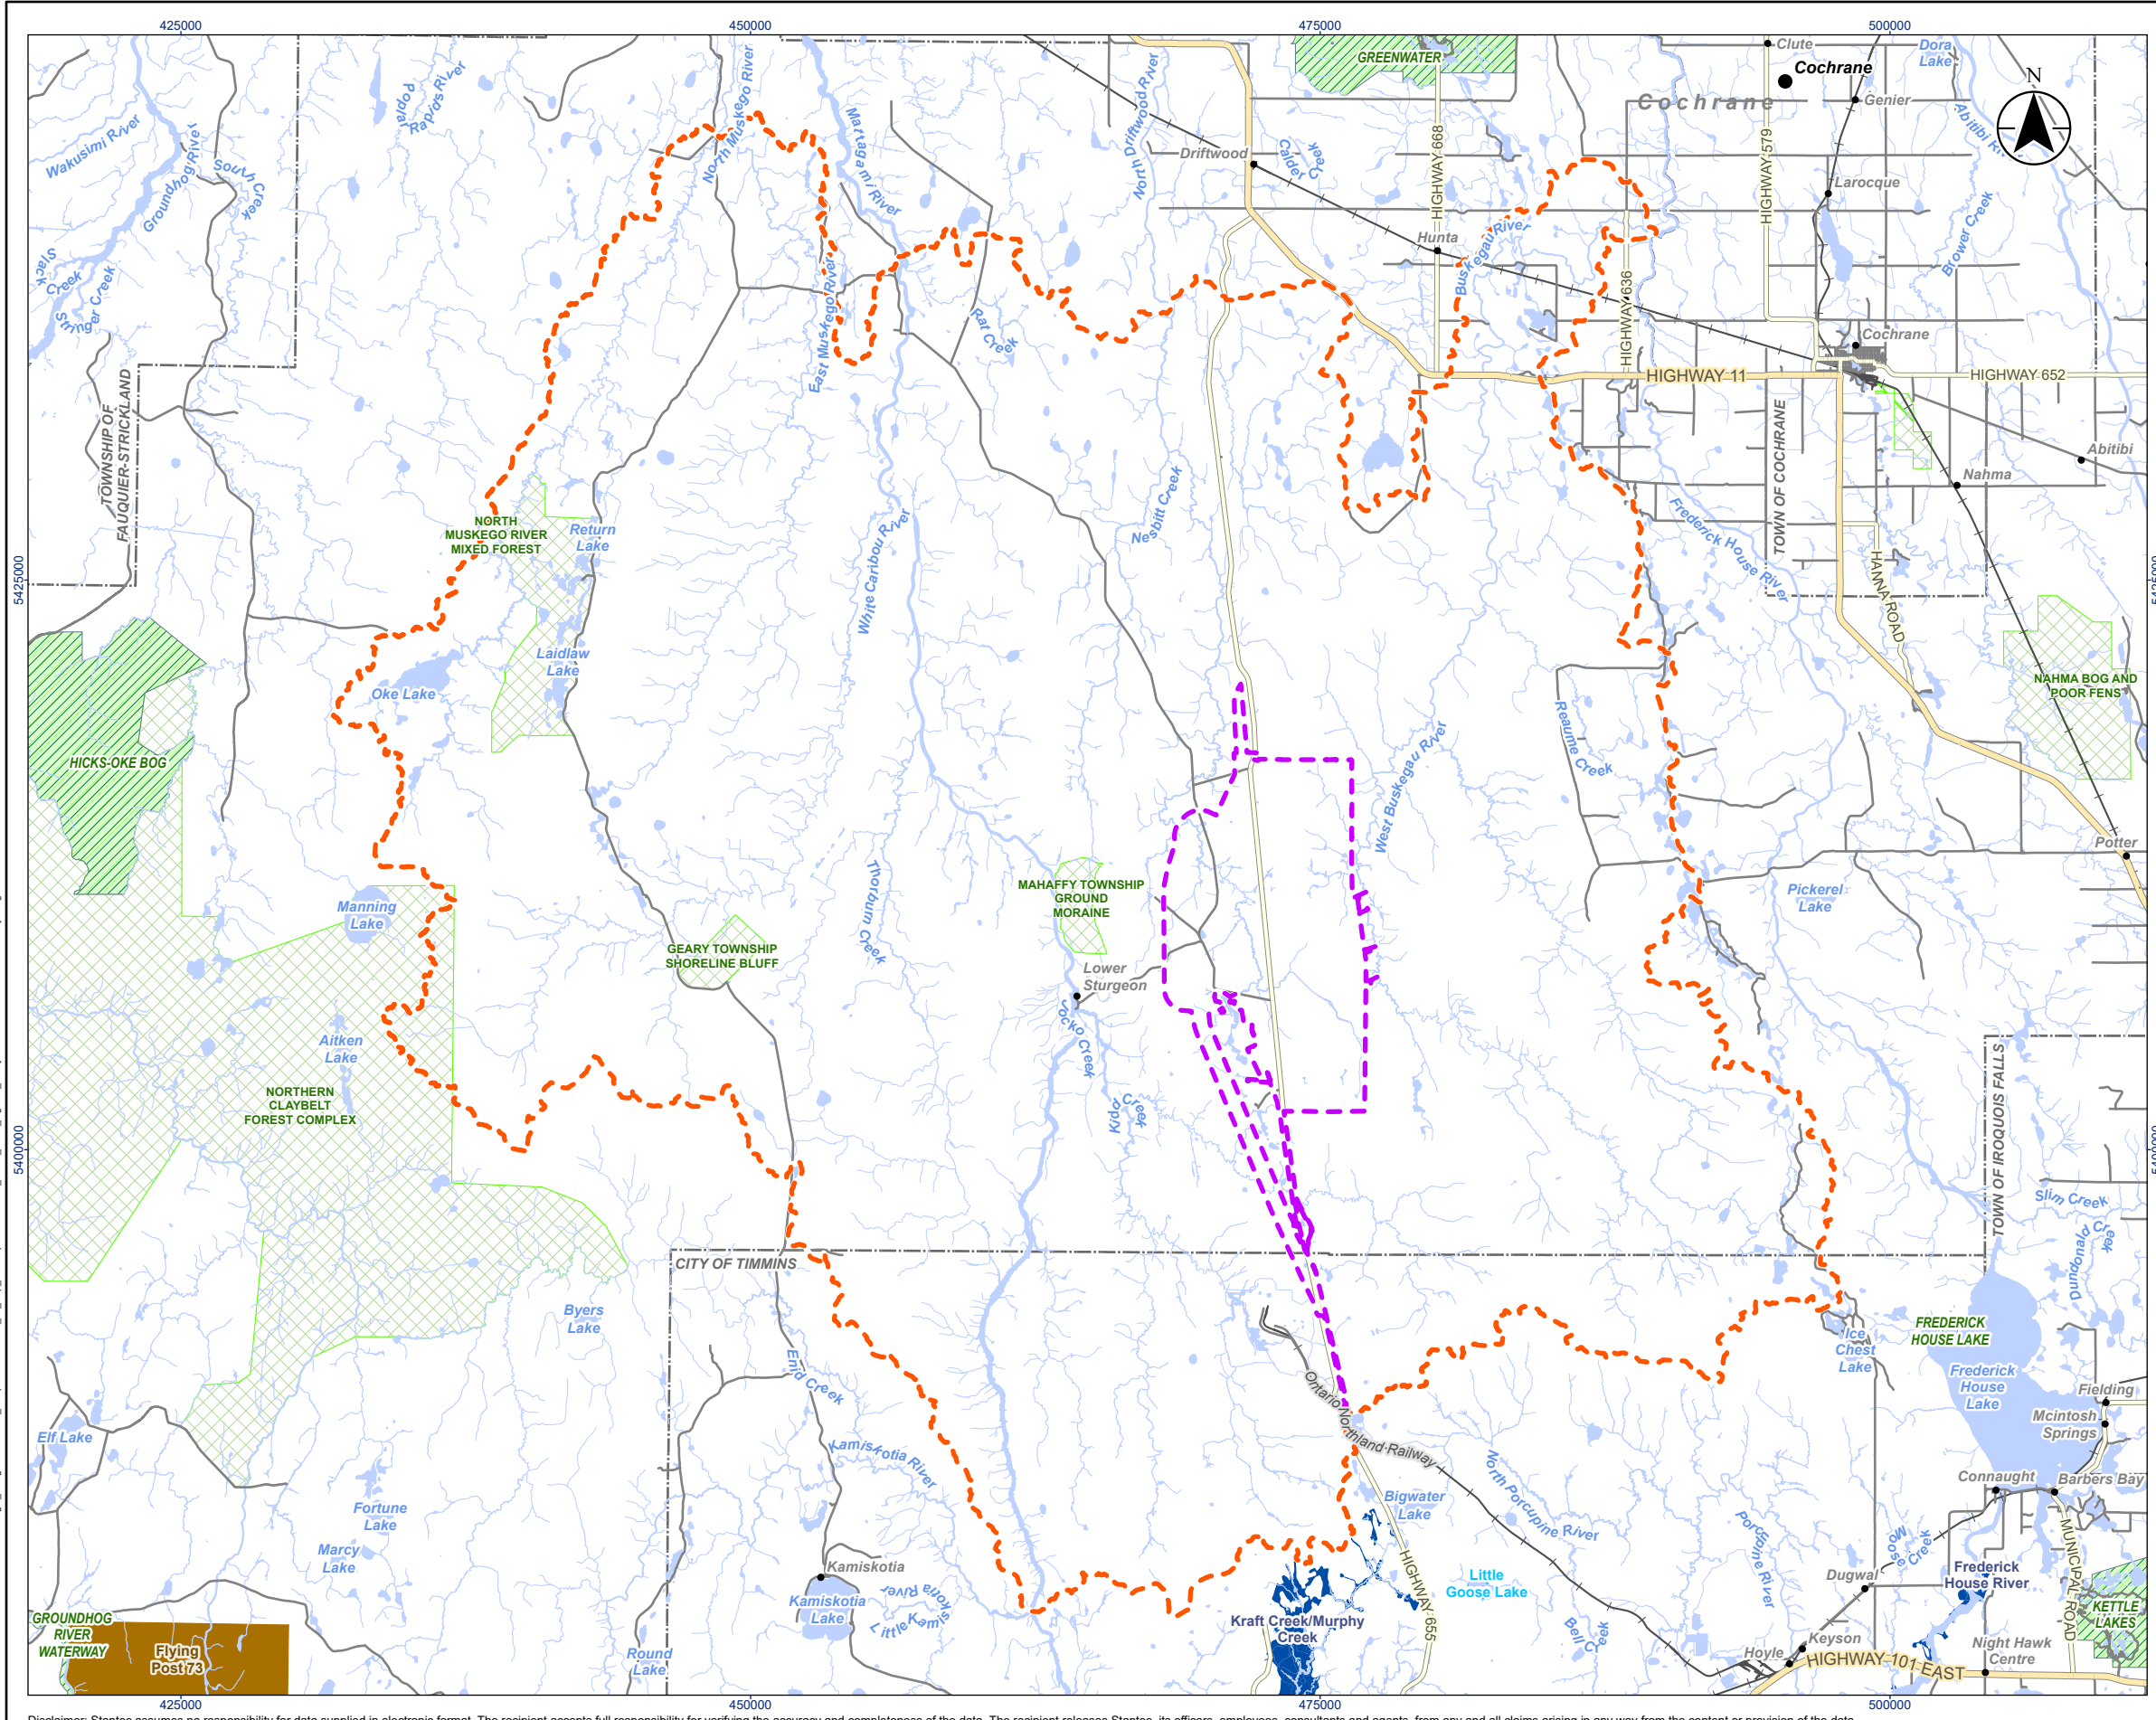 425000
450000
475000
500000
Clute
Cochrane
Cochrane
Genier
Dora
Lake
N
GREENWATER
Wakusimi River
Groundhog River
South Creek
Rapids River
North Muskego River
Mattagami River
North Driftwood River
Driftwood
Calder Creek
HIGHWAY 668
HIGHWAY 579
Larocque
Brower Creek
Slack
Creek
Stringer Creek
East Muskego River
Rat Creek
Hunta
Buskegau River
HIGHWAY 636
Cochrane
HIGHWAY 11
HIGHWAY 652
TOWNSHIP OF
FAUQUIER-STRICKLAND
TOWN OF COCHRANE
Abitibi
Nahma
NORTH
MUSKEGO RIVER
MIXED FOREST
Return
Lake
White Caribou River
Nesbitt Creek
Frederick House River
HANNA ROAD
5425000
Laidlaw
Lake
Oke Lake
HICKS-OKE BOG
NAHMA BOG AND
POOR FENS
Reaume Creek
West Buskegau River
Potter
Manning
Lake
Thorburn Creek
MAHAFFY TOWNSHIP
GROUND
MORAINE
Pickerel
Lake
GEARY TOWNSHIP
SHORELINE BLUFF
Lower
Sturgeon
Jocko Creek
Aitken
Lake
NORTHERN
CLAYBELT
FOREST COMPLEX
Kidd Creek
TOWN OF IROQUOIS FALLS
5400000
Slim Creek
Dundonald Creek
CITY OF TIMMINS
Byers
Lake
Enid Creek
Ice
Chest
Lake
FREDERICK
HOUSE LAKE
Frederick
House
Lake
Fielding
Mcintosh
Springs
Ontario Northland Railway
Elf Lake
Kamiskotia River
North Porcupine River
Bigwater
Lake
Connaught
Barbers Bay
Fortune
Lake
Marcy
Lake
Porcupine River
Moose Creek
MUNICIPAL ROAD
Kamiskotia
Kamiskotia
Lake
Little Kamiskotia River
HIGHWAY 655
Little
Goose Lake
Dugwal
Frederick
House River
KETTLE
LAKES
GROUNDHOG
RIVER
WATERWAY
Flying
Post 73
Round
Lake
Kraft Creek/Murphy
Creek
Bell Creek
Hoyle
Keyson
HIGHWAY 101 EAST
Night Hawk
Centre
425000
450000
475000
500000